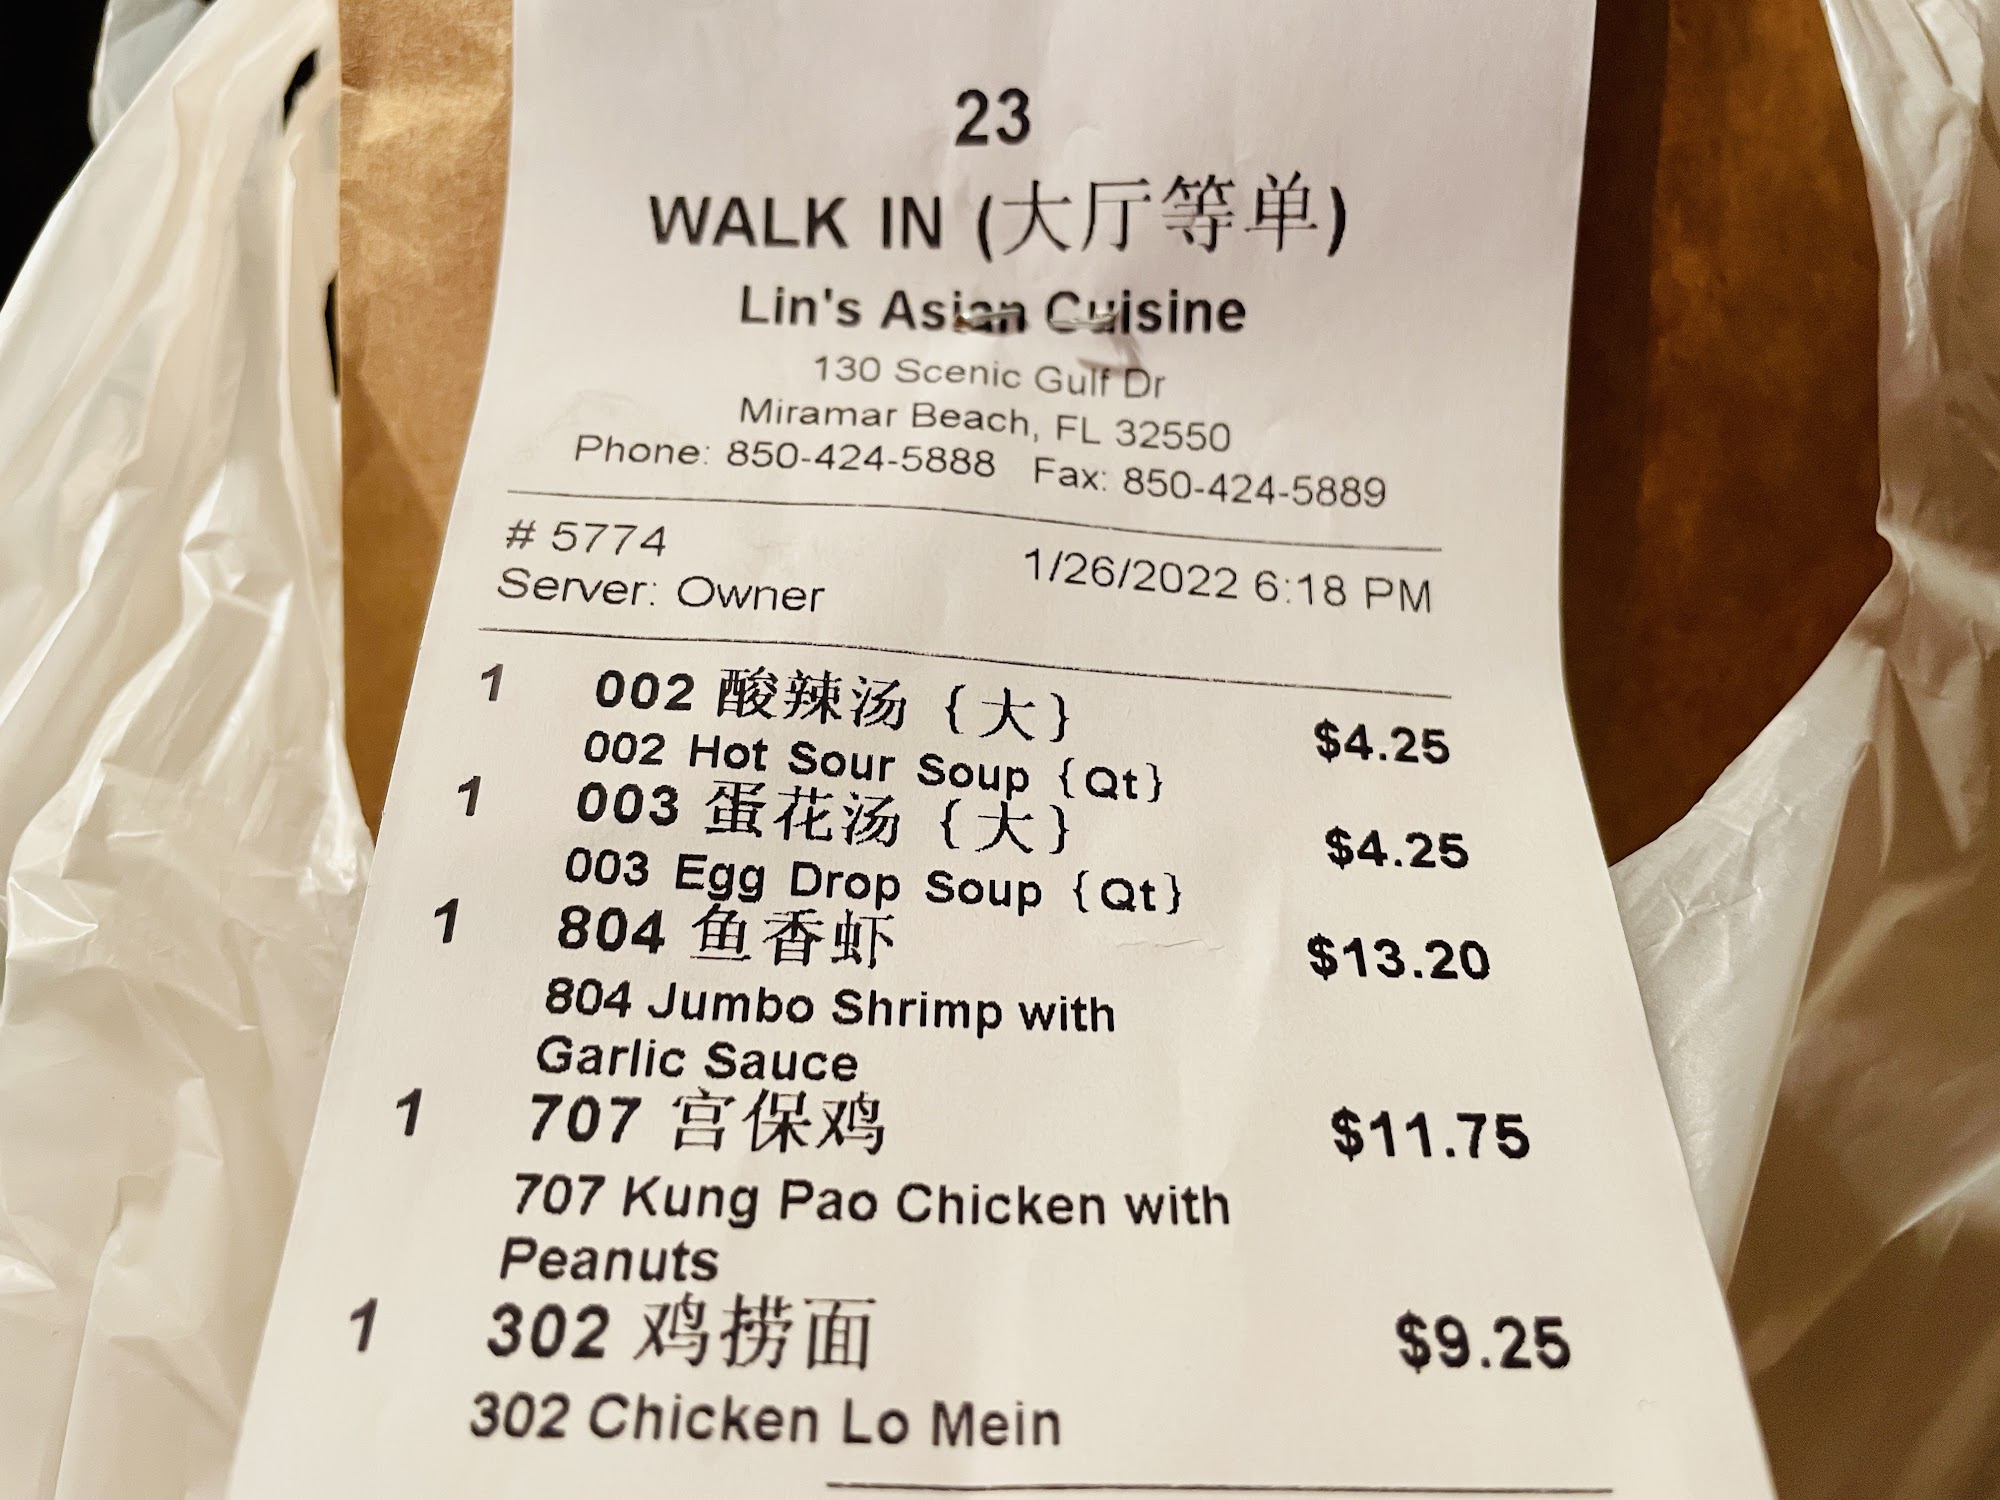 23
WALK IN (大厅等单)
Lin's Asian Cuisine
130 Scenic Gulf Dr
Miramar Beach, FL 32550
Phone: 850-424-5888 Fax: 850-424-5889
# 5774 1/26/2022 6:18 PM
Server: Owner
1 002 酸辣汤 {大} $4.25
002 Hot Sour Soup {Qt}
1 003 蛋花汤 {大} $4.25
003 Egg Drop Soup {Qt}
1 804 鱼香虾 $13.20
804 Jumbo Shrimp with
Garlic Sauce
1 707 宫保鸡 $11.75
707 Kung Pao Chicken with
Peanuts
1 302 鸡捞面 $9.25
302 Chicken Lo Mein